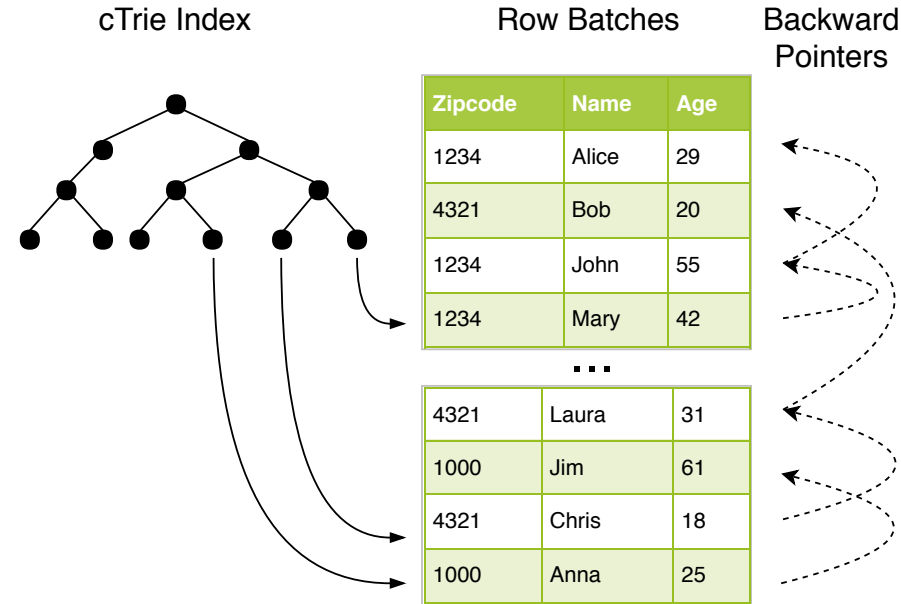 cTrie Index
Row Batches
Backward
Pointers
Zipcode Name Age
1234 Alice 29
4321 Bob 20
1234 John 55
1234 Mary 42
...
4321 Laura 31
1000 Jim 61
4321 Chris 18
1000 Anna 25